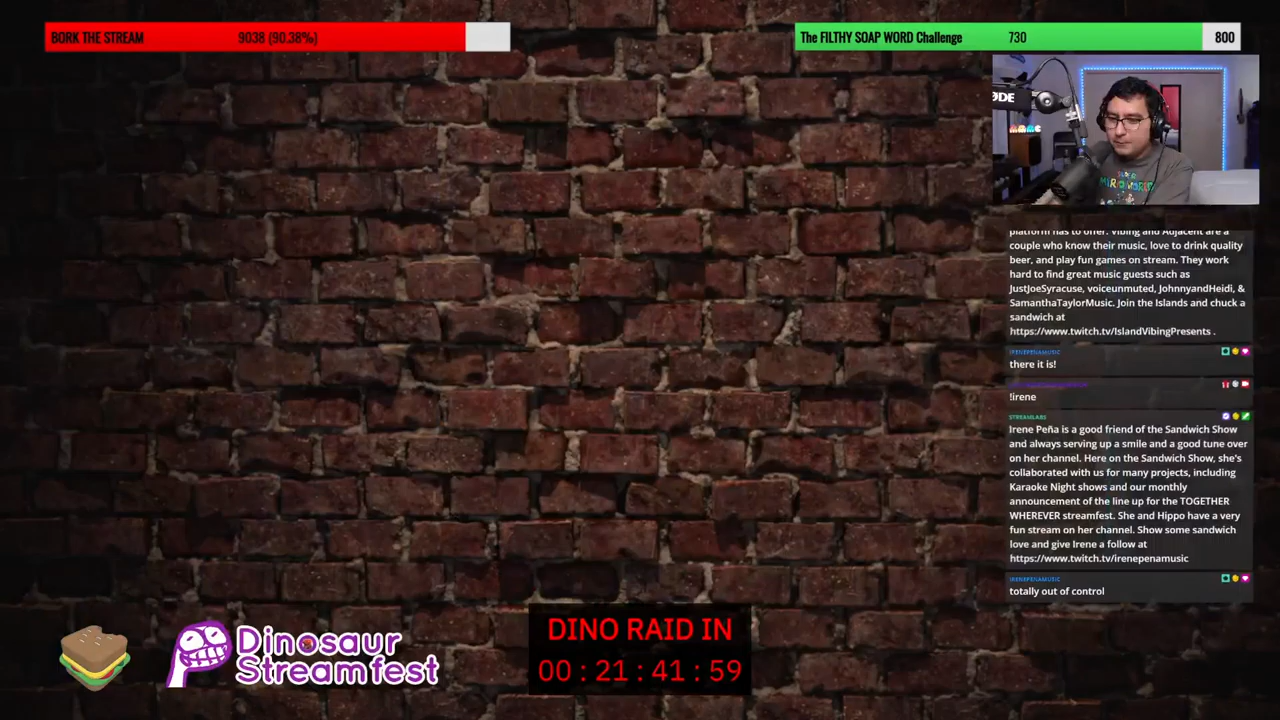 BORK THE STREAM 9038 (90.38%)
The FILTHY SOAP WORD Challenge 730 800
RØDE
platform has to offer. Vibing and Adjacent are a
couple who know their music, love to drink quality
beer, and play fun games on stream. They work
hard to find great music guests such as
JustJoeSyracuse, voiceunmuted, JohnnyandHeidi, &
SamanthaTaylorMusic. Join the Islands and chuck a
sandwich at
https://www.twitch.tv/IslandVibingPresents .
IRENEPENAMUSIC
there it is!
!irene
STREAMLABS
Irene Peña is a good friend of the Sandwich Show
and always serving up a smile and a good tune over
on her channel. Here on the Sandwich Show, she's
collaborated with us for many projects, including
Karaoke Night shows and our monthly
announcement of the line up for the TOGETHER
WHEREVER streamfest. She and Hippo have a very
fun stream on her channel. Show some sandwich
love and give Irene a follow at
https://www.twitch.tv/irenepenamusic
IRENEPENAMUSIC
totally out of control
Dinosaur
Streamfest
DINO RAID IN
00:21:41:59